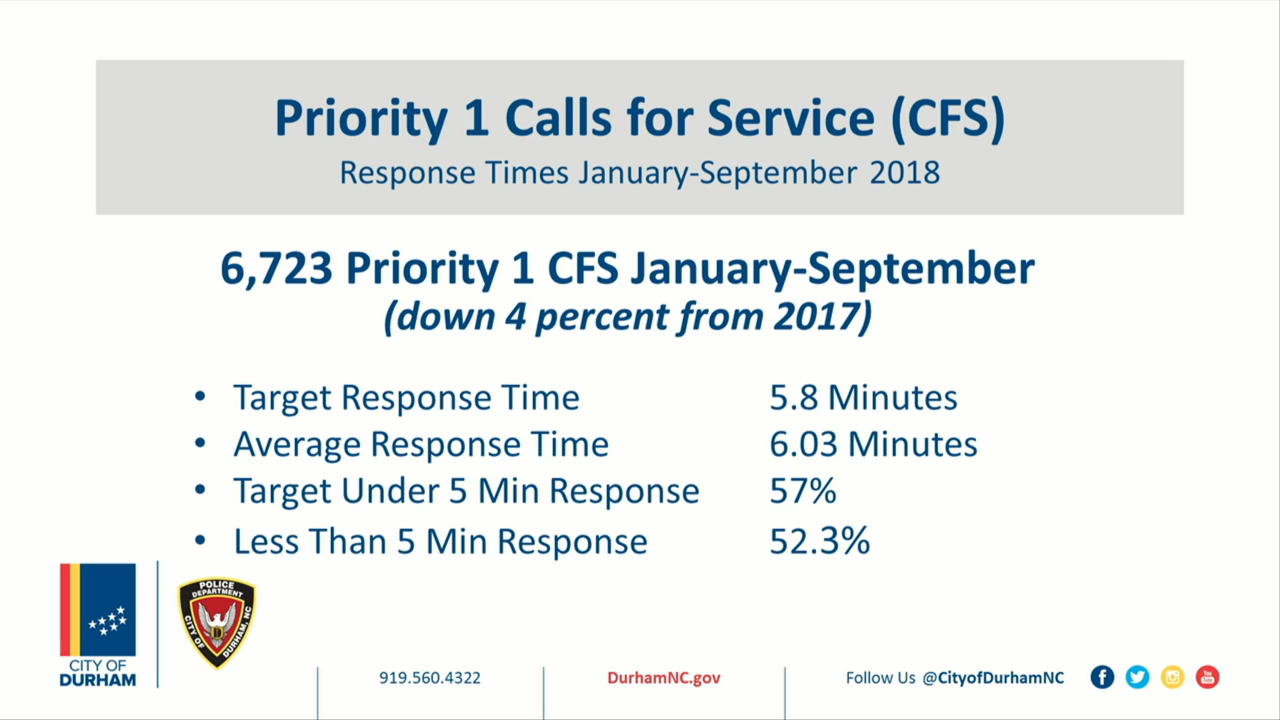 Priority 1 Calls for Service (CFS)
Response Times January-September 2018
6,723 Priority 1 CFS January-September
(down 4 percent from 2017)
• Target Response Time 5.8 Minutes
• Average Response Time 6.03 Minutes
• Target Under 5 Min Response 57%
• Less Than 5 Min Response 52.3%
CITY OF
DURHAM
POLICE
DEPARTMENT
CITY OF
DURHAM, NC
D
919.560.4322
DurhamNC.gov
Follow Us @CityofDurhamNC
You
Tube